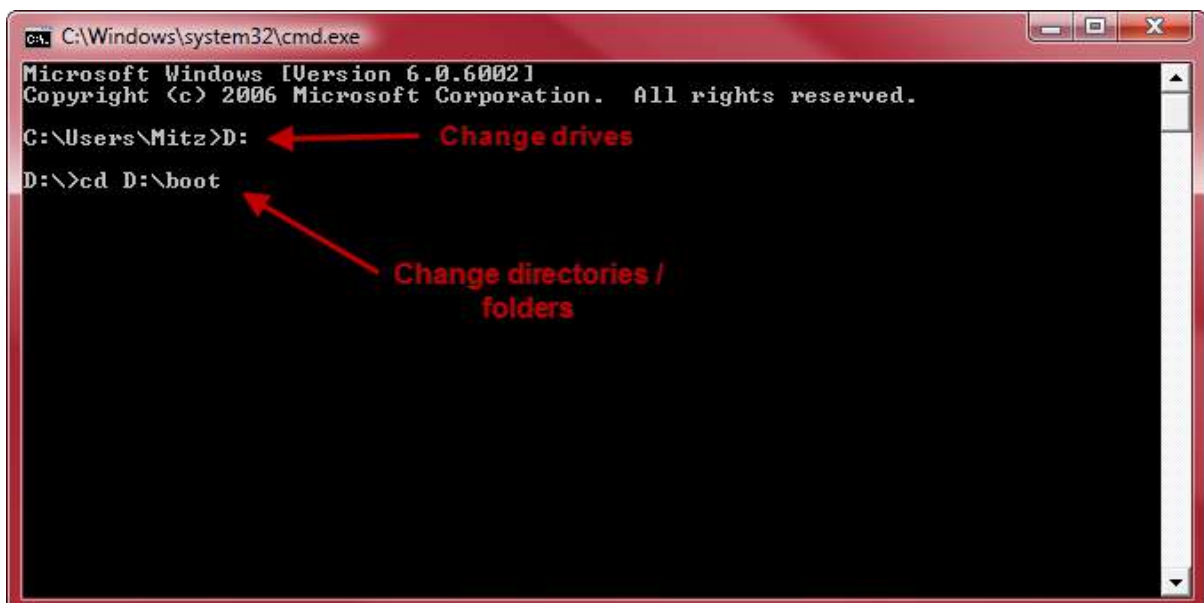 C:\Windows\system32\cmd.exe
Microsoft Windows [Version 6.0.6002]
Copyright (c) 2006 Microsoft Corporation.  All rights reserved.
C:\Users\Mitz>D:
Change drives
D:\>cd D:\boot
Change directories /
folders